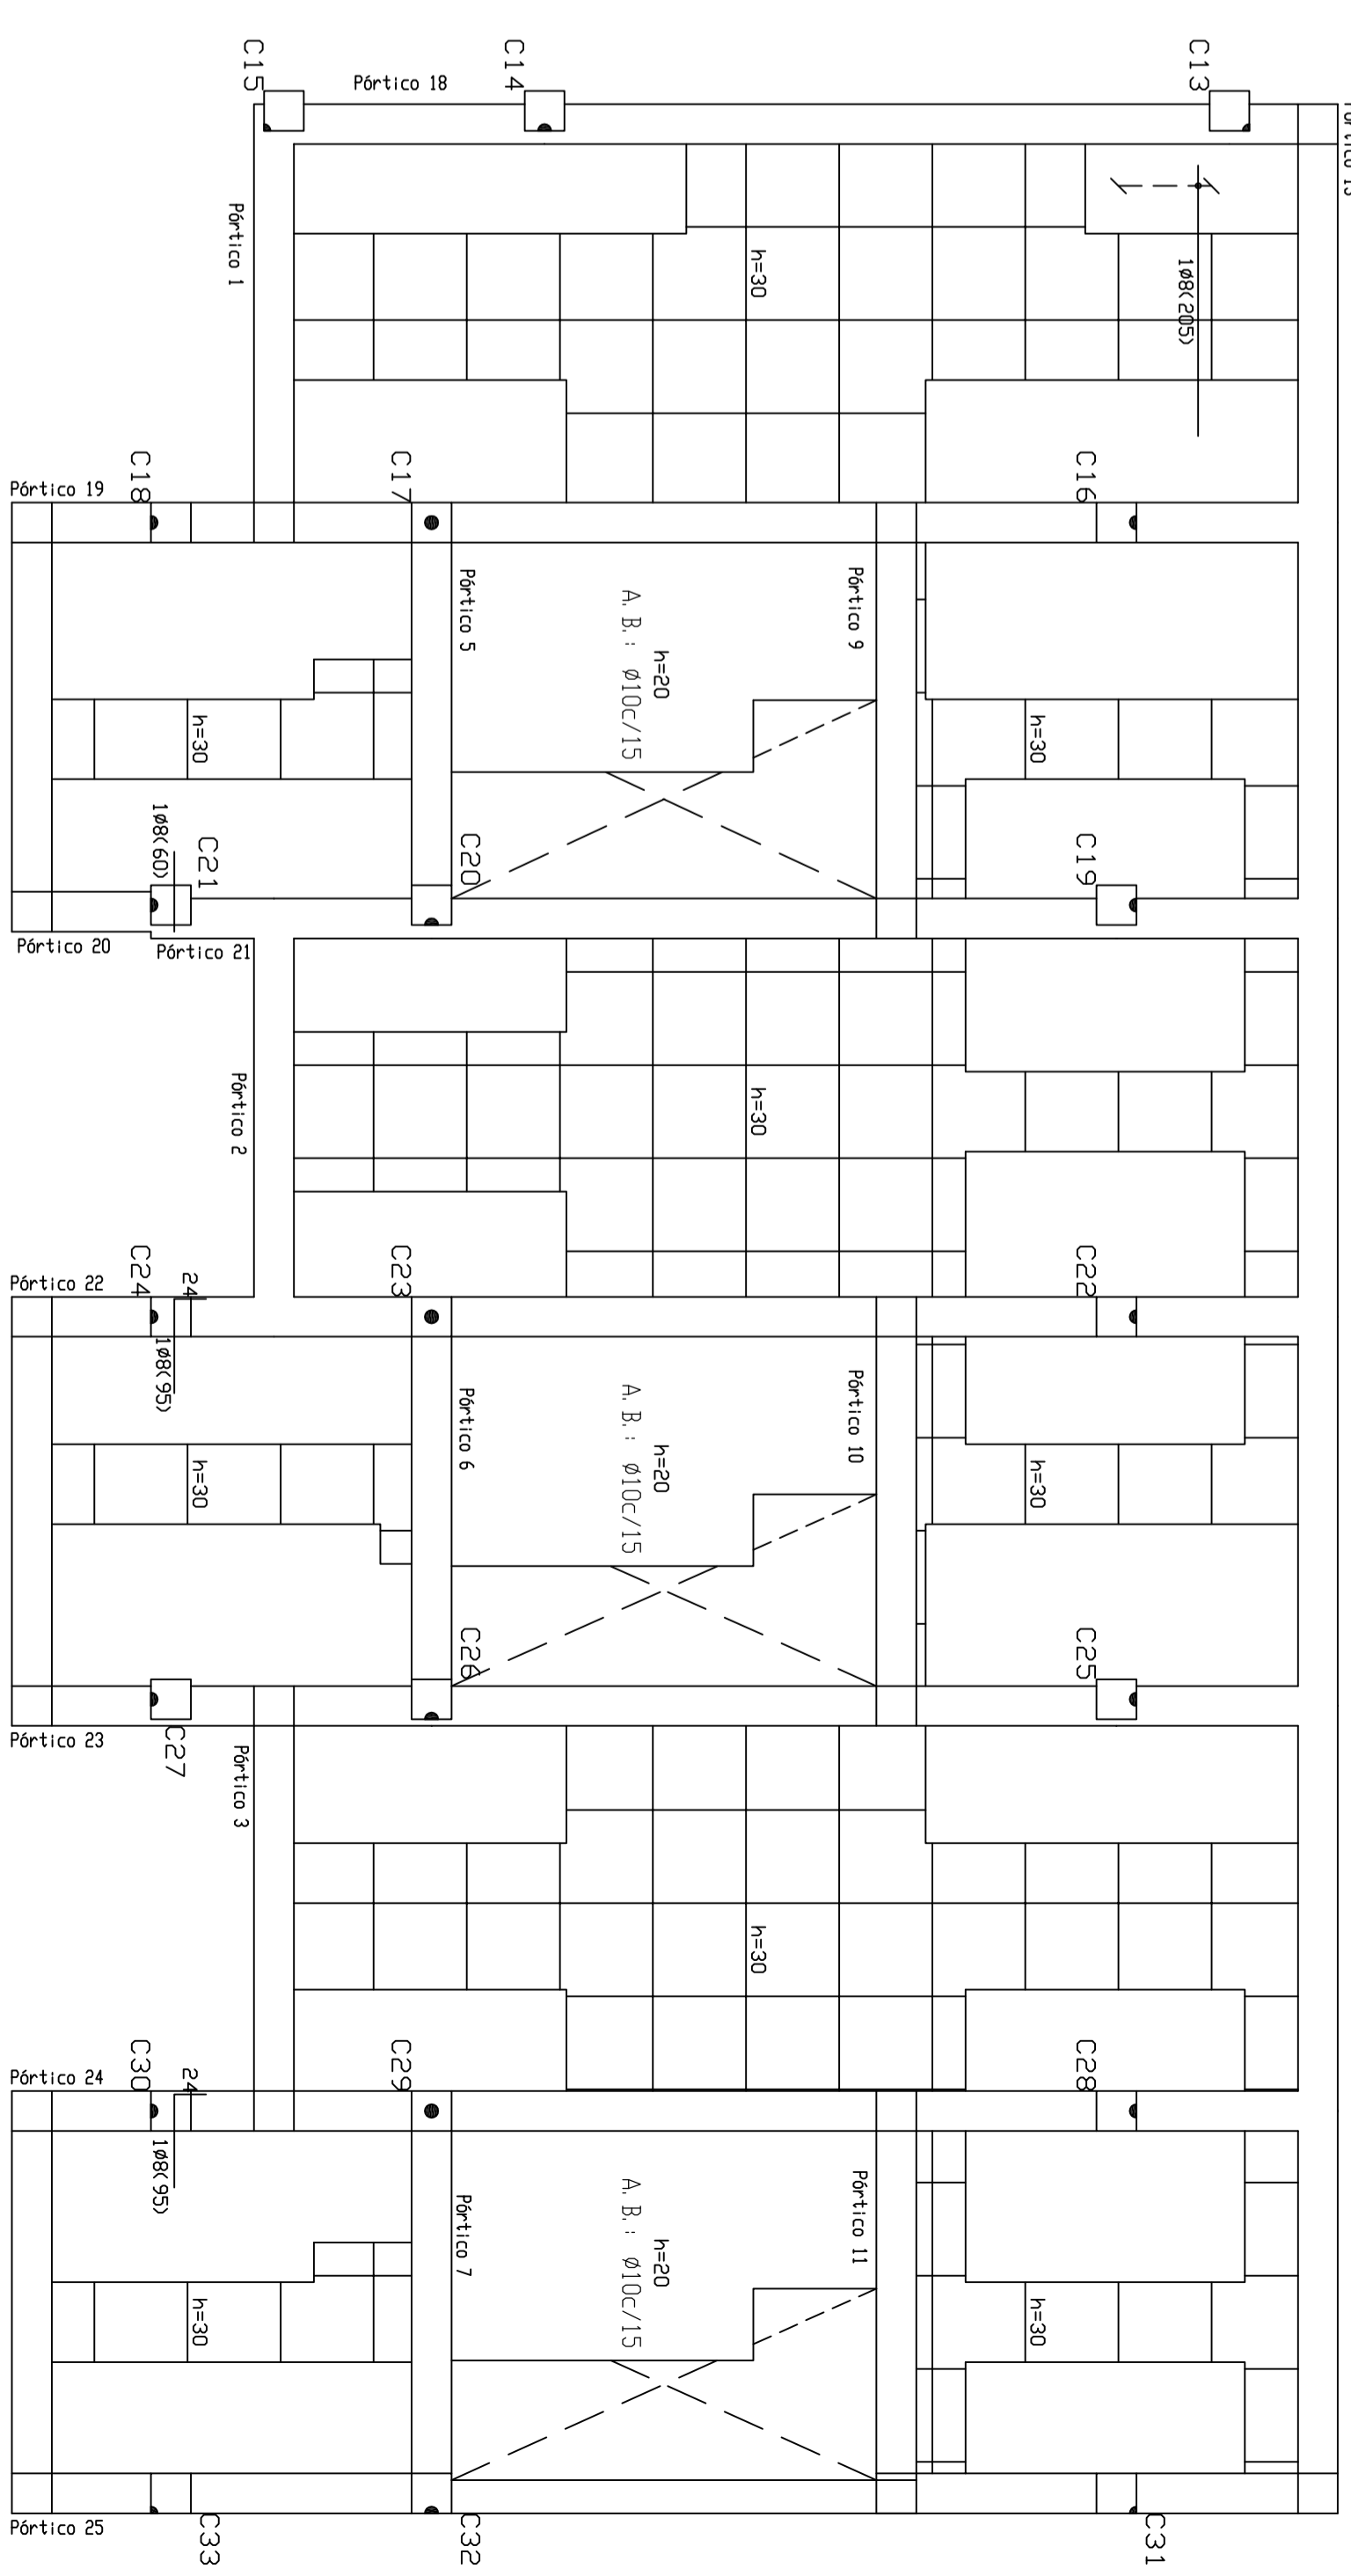 C15
Pórtico 18
C14
C13
Pórtico 1
h=30
1Ø8(205)
Pórtico 19
C18
C17
C16
Pórtico 5
A. B.: Ø10c/15
h=20
Pórtico 9
h=30
h=30
1Ø8(60)
C21
C20
C19
Pórtico 20
Pórtico 21
Pórtico 2
h=30
Pórtico 22
C24
24
C23
C22
1Ø8(95)
Pórtico 6
A. B.: Ø10c/15
h=20
Pórtico 10
h=30
h=30
C26
C25
Pórtico 23
C27
Pórtico 3
h=30
Pórtico 24
C30
24
C29
C28
1Ø8(95)
Pórtico 7
A. B.: Ø10c/15
h=20
Pórtico 11
h=30
h=30
Pórtico 25
C33
C32
C31